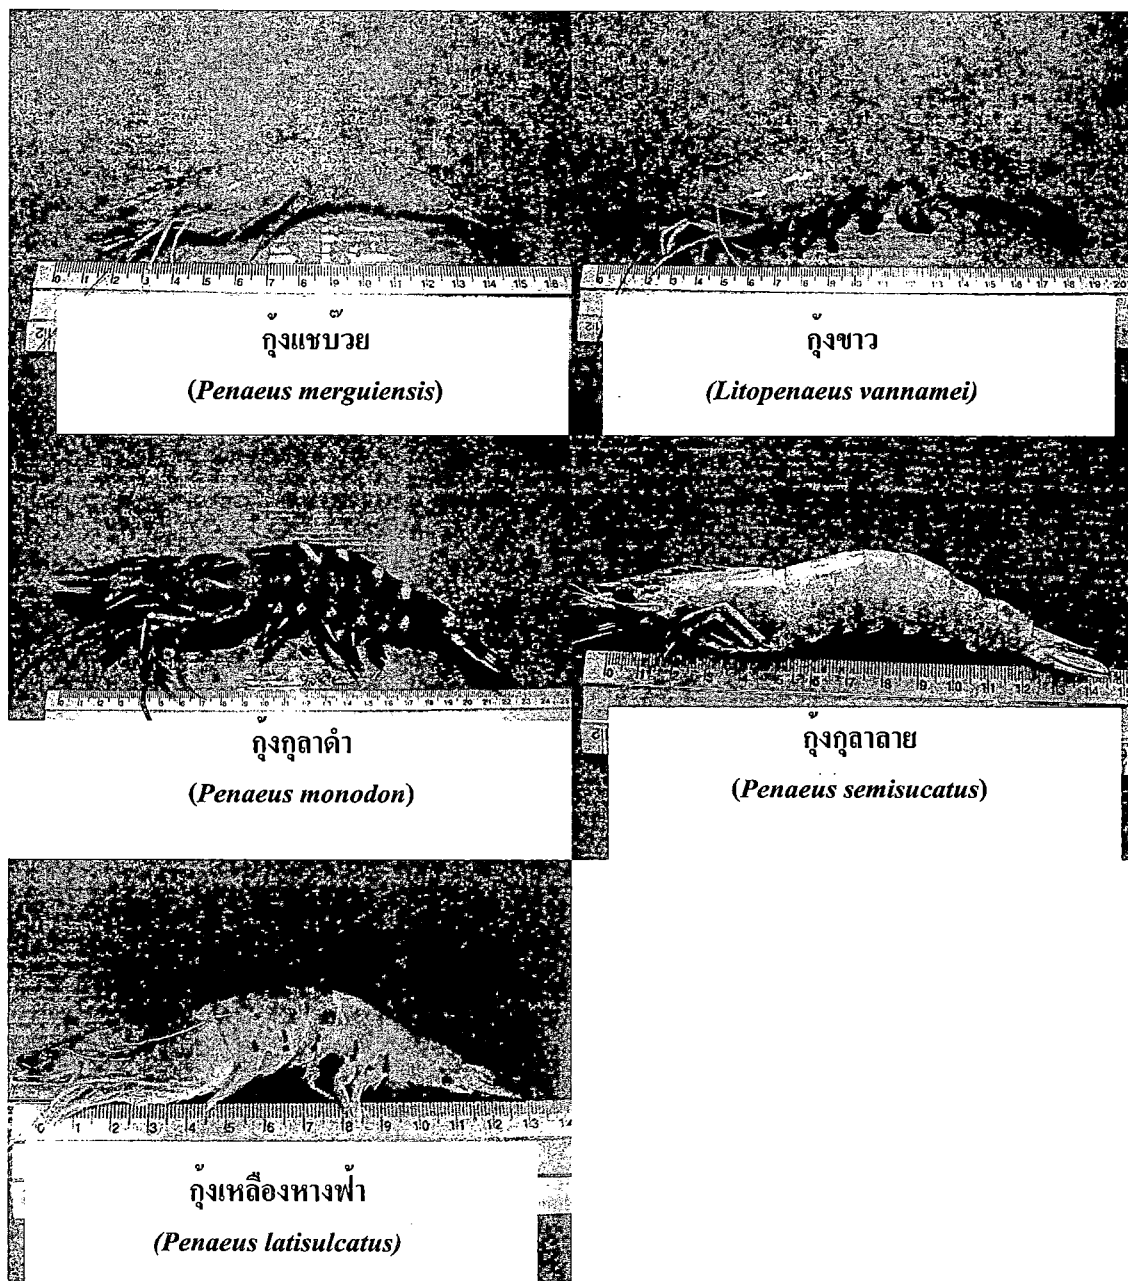 กุ้งแชบ๊วย
(Penaeus merguiensis)
กุ้งขาว
(Litopenaeus vannamei)
กุ้งกุลาดำ
(Penaeus monodon)
กุ้งกุลาลาย
(Penaeus semisucatus)
กุ้งเหลืองหางฟ้า
(Penaeus latisulcatus)